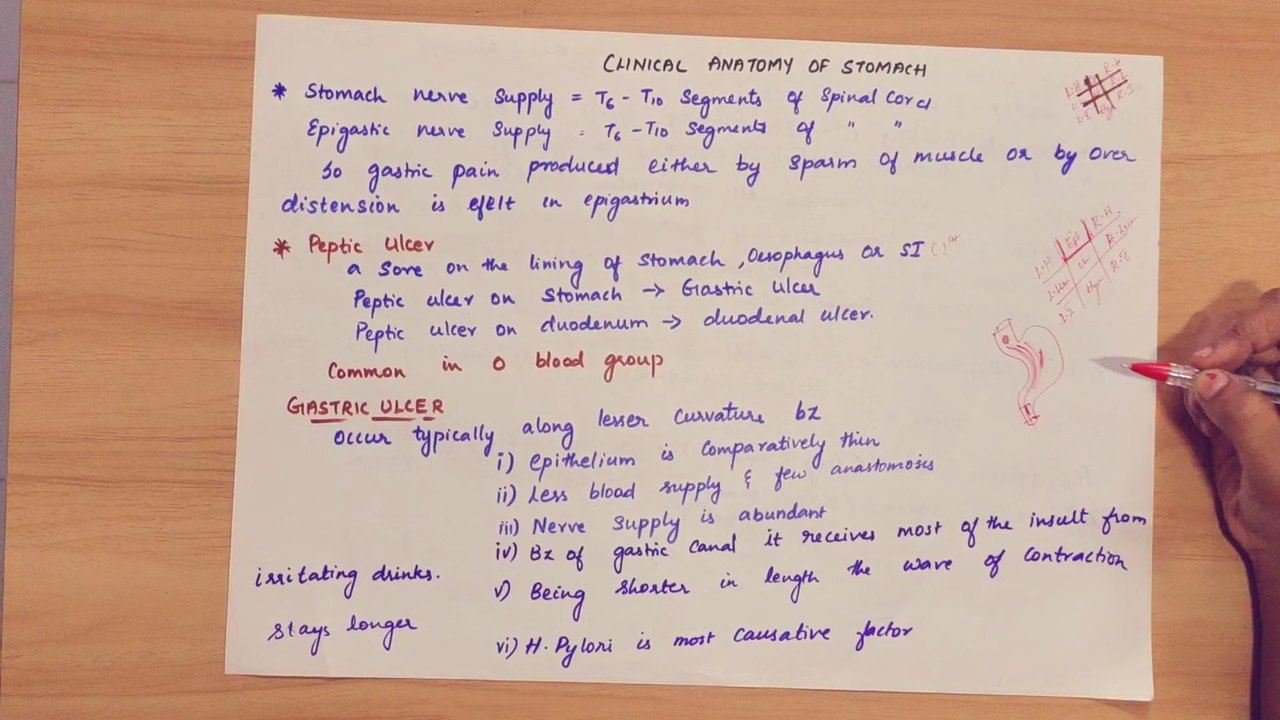 CLINICAL ANATOMY OF STOMACH
* Stomach nerve supply = T6 - T10 Segments of Spinal Cord
Epigastic nerve Supply = T6 - T10 Segments of " "
So gastric pain produced either by Spasm of muscle or by over
distension is efelt in epigastrium
* Peptic Ulcer
a Sore on the lining of Stomach, Oesophagus or SI
Peptic ulcer on Stomach → Gastric Ulcer
Peptic ulcer on duodenum → duodenal ulcer.
Common in O blood group
GASTRIC ULCER
Occur typically along lesser curvature bz
i) epithelium is comparatively thin
ii) Less blood supply & few anastomosis
iii) Nerve Supply is abundant
iv) Bz of gastric canal it receives most of the insult from
irritating drinks.
v) Being shorter in length the wave of contraction
stays longer
vi) H. Pylori is most causative factor
L.H Epi R.H